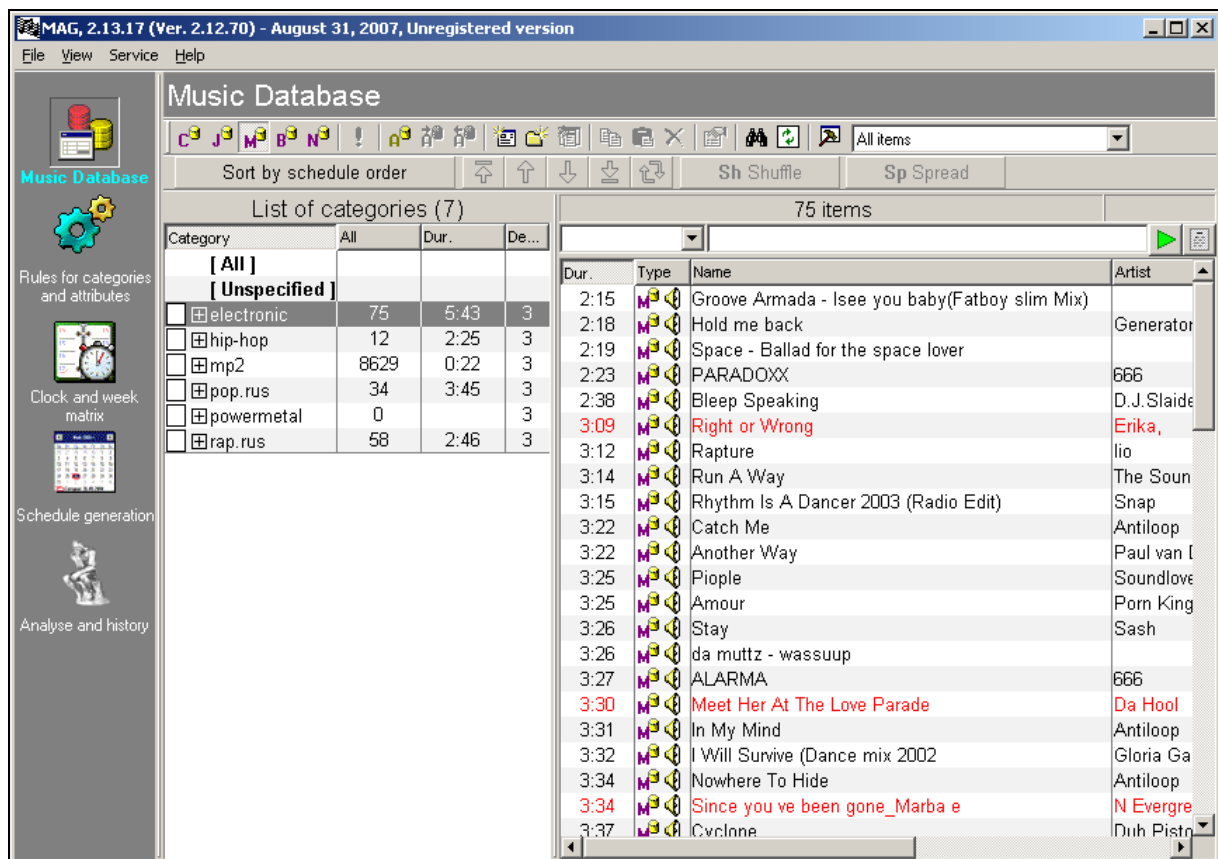 MAG, 2.13.17 (Ver. 2.12.70) - August 31, 2007, Unregistered version
File View Service Help
Music Database
Rules for categories
and attributes
Clock and week
matrix
Schedule generation
Analyse and history
Music Database
C J M B N ! A All items
Sort by schedule order Sh Shuffle Sp Spread
List of categories (7)
Category All Dur. De...
[ All ]
[ Unspecified ]
electronic 75 5:43 3
hip-hop 12 2:25 3
mp2 8629 0:22 3
pop.rus 34 3:45 3
powermetal 0 3
rap.rus 58 2:46 3
75 items
Dur. Type Name Artist
2:15 M Groove Armada - Isee you baby(Fatboy slim Mix)
2:18 M Hold me back Generator
2:19 M Space - Ballad for the space lover
2:23 M PARADOXX 666
2:38 M Bleep Speaking D.J.Slaide
3:09 M Right or Wrong Erika,
3:12 M Rapture Iio
3:14 M Run A Way The Soun
3:15 M Rhythm Is A Dancer 2003 (Radio Edit) Snap
3:22 M Catch Me Antiloop
3:22 M Another Way Paul van D
3:25 M Piople Soundlove
3:25 M Amour Porn King
3:26 M Stay Sash
3:26 M da muttz - wassuup
3:27 M ALARMA 666
3:30 M Meet Her At The Love Parade Da Hool
3:31 M In My Mind Antiloop
3:32 M I Will Survive (Dance mix 2002 Gloria Ga
3:34 M Nowhere To Hide Antiloop
3:34 M Since you ve been gone_Marba e N Evergre
3:37 M Cyclone Dub Pisto